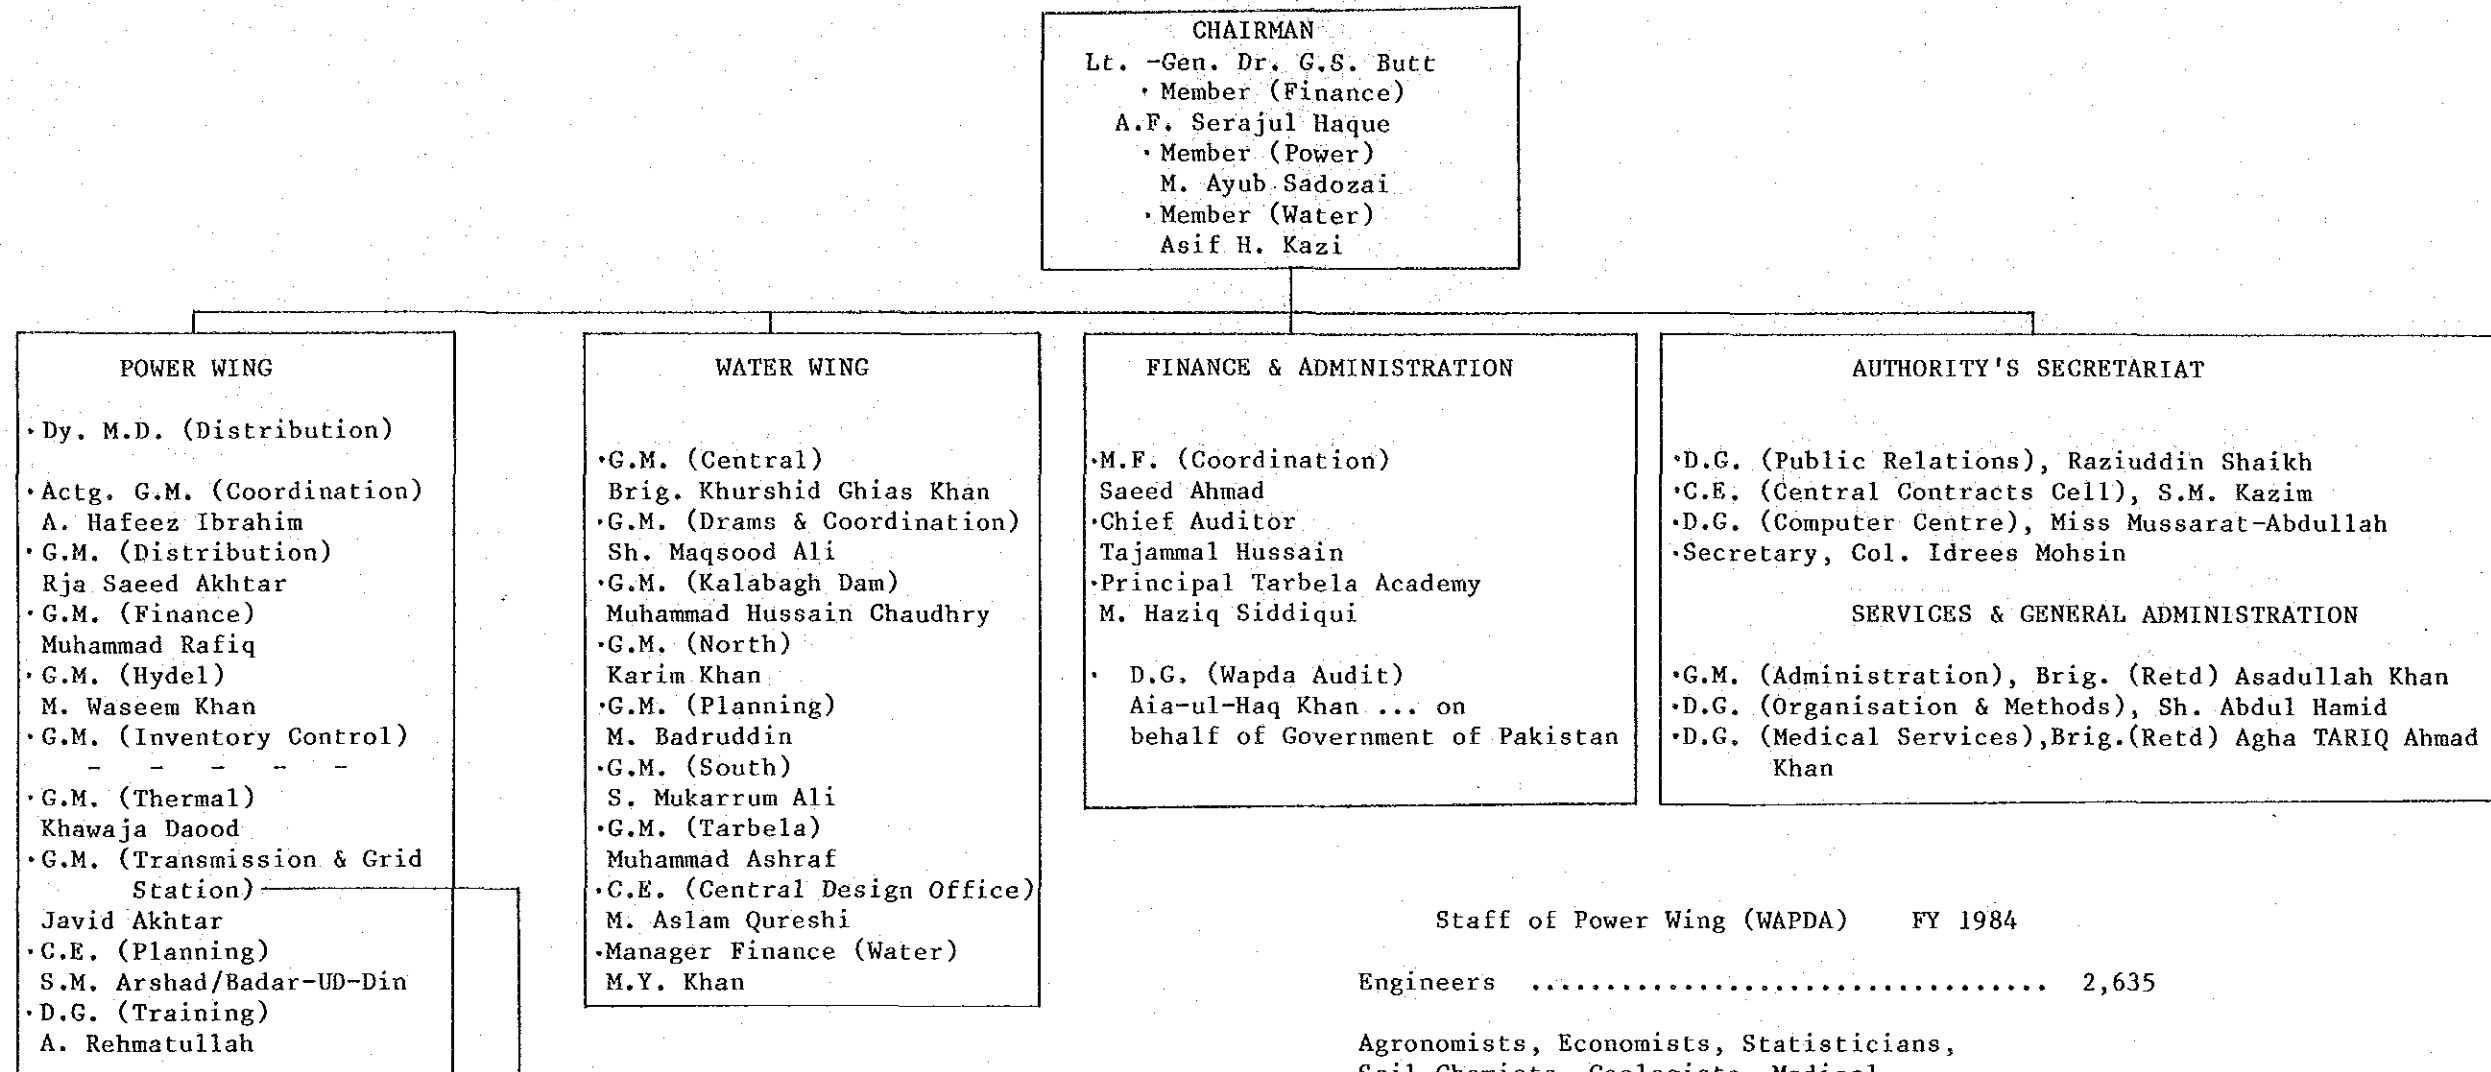 CHAIRMAN
Lt. -Gen. Dr. G.S. Butt
· Member (Finance)
A.F. Serajul Haque
· Member (Power)
M. Ayub Sadozai
· Member (Water)
Asif H. Kazi
POWER WING
·Dy. M.D. (Distribution)
·Actg. G.M. (Coordination)
A. Hafeez Ibrahim
·G.M. (Distribution)
Rja Saeed Akhtar
·G.M. (Finance)
Muhammad Rafiq
·G.M. (Hydel)
M. Waseem Khan
·G.M. (Inventory Control)
- - - - -
·G.M. (Thermal)
Khawaja Daood
·G.M. (Transmission & Grid
Station)
Javid Akhtar
·C.E. (Planning)
S.M. Arshad/Badar-UD-Din
·D.G. (Training)
A. Rehmatullah
WATER WING
·G.M. (Central)
Brig. Khurshid Ghias Khan
·G.M. (Drams & Coordination)
Sh. Maqsood Ali
·G.M. (Kalabagh Dam)
Muhammad Hussain Chaudhry
·G.M. (North)
Karim Khan
·G.M. (Planning)
M. Badruddin
·G.M. (South)
S. Mukarrum Ali
·G.M. (Tarbela)
Muhammad Ashraf
·C.E. (Central Design Office)
M. Aslam Qureshi
·Manager Finance (Water)
M.Y. Khan
FINANCE & ADMINISTRATION
·M.F. (Coordination)
Saeed Ahmad
·Chief Auditor
Tajammal Hussain
·Principal Tarbela Academy
M. Haziq Siddiqui
· D.G. (Wapda Audit)
Aia-ul-Haq Khan ... on
behalf of Government of Pakistan
AUTHORITY'S SECRETARIAT
·D.G. (Public Relations), Raziuddin Shaikh
·C.E. (Central Contracts Cell), S.M. Kazim
·D.G. (Computer Centre), Miss Mussarat-Abdullah
·Secretary, Col. Idrees Mohsin
SERVICES & GENERAL ADMINISTRATION
·G.M. (Administration), Brig. (Retd) Asadullah Khan
·D.G. (Organisation & Methods), Sh. Abdul Hamid
·D.G. (Medical Services),Brig.(Retd) Agha TARIQ Ahmad
Khan
Staff of Power Wing (WAPDA) FY 1984
Engineers .................................. 2,635
Agronomists, Economists, Statisticians,
Soil Chemists, Geologists, Medical